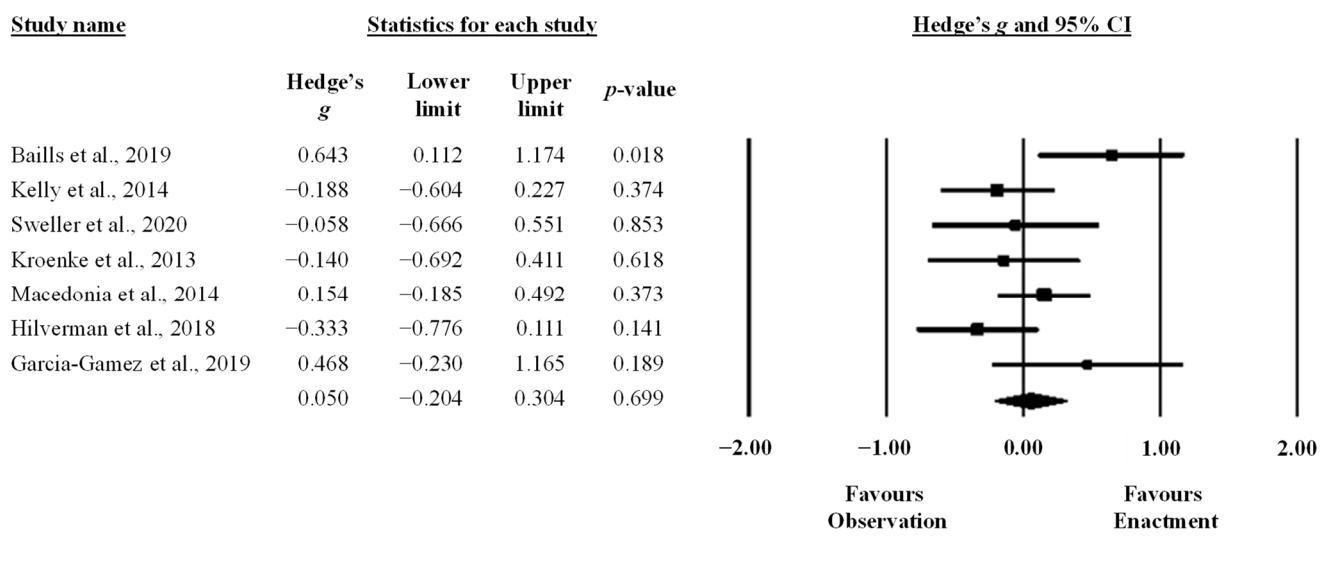 Study name Statistics for each study Hedge's g and 95% CI
Hedge's g Lower limit Upper limit p-value
Baills et al., 2019 0.643 0.112 1.174 0.018
Kelly et al., 2014 −0.188 −0.604 0.227 0.374
Sweller et al., 2020 −0.058 −0.666 0.551 0.853
Kroenke et al., 2013 −0.140 −0.692 0.411 0.618
Macedonia et al., 2014 0.154 −0.185 0.492 0.373
Hilverman et al., 2018 −0.333 −0.776 0.111 0.141
Garcia-Gamez et al., 2019 0.468 −0.230 1.165 0.189
0.050 −0.204 0.304 0.699
−2.00 −1.00 0.00 1.00 2.00
Favours Observation
Favours Enactment